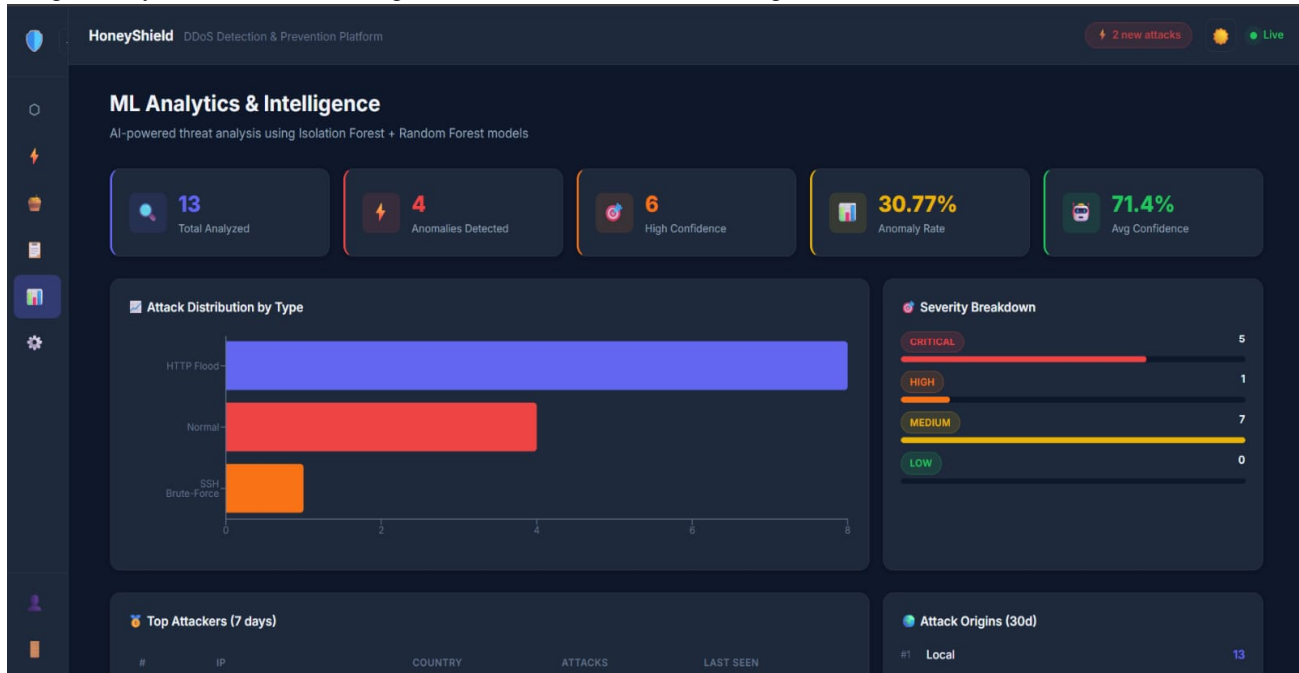 HoneyShield DDoS Detection & Prevention Platform
2 new attacks
Live
ML Analytics & Intelligence
AI-powered threat analysis using Isolation Forest + Random Forest models
13
Total Analyzed
4
Anomalies Detected
6
High Confidence
30.77%
Anomaly Rate
71.4%
Avg Confidence
Attack Distribution by Type
HTTP Flood
Normal
SSH
Brute-Force
0 2 4 6 8
Severity Breakdown
CRITICAL 5
HIGH 1
MEDIUM 7
LOW 0
Top Attackers (7 days)
# IP COUNTRY ATTACKS LAST SEEN
Attack Origins (30d)
#1 Local 13